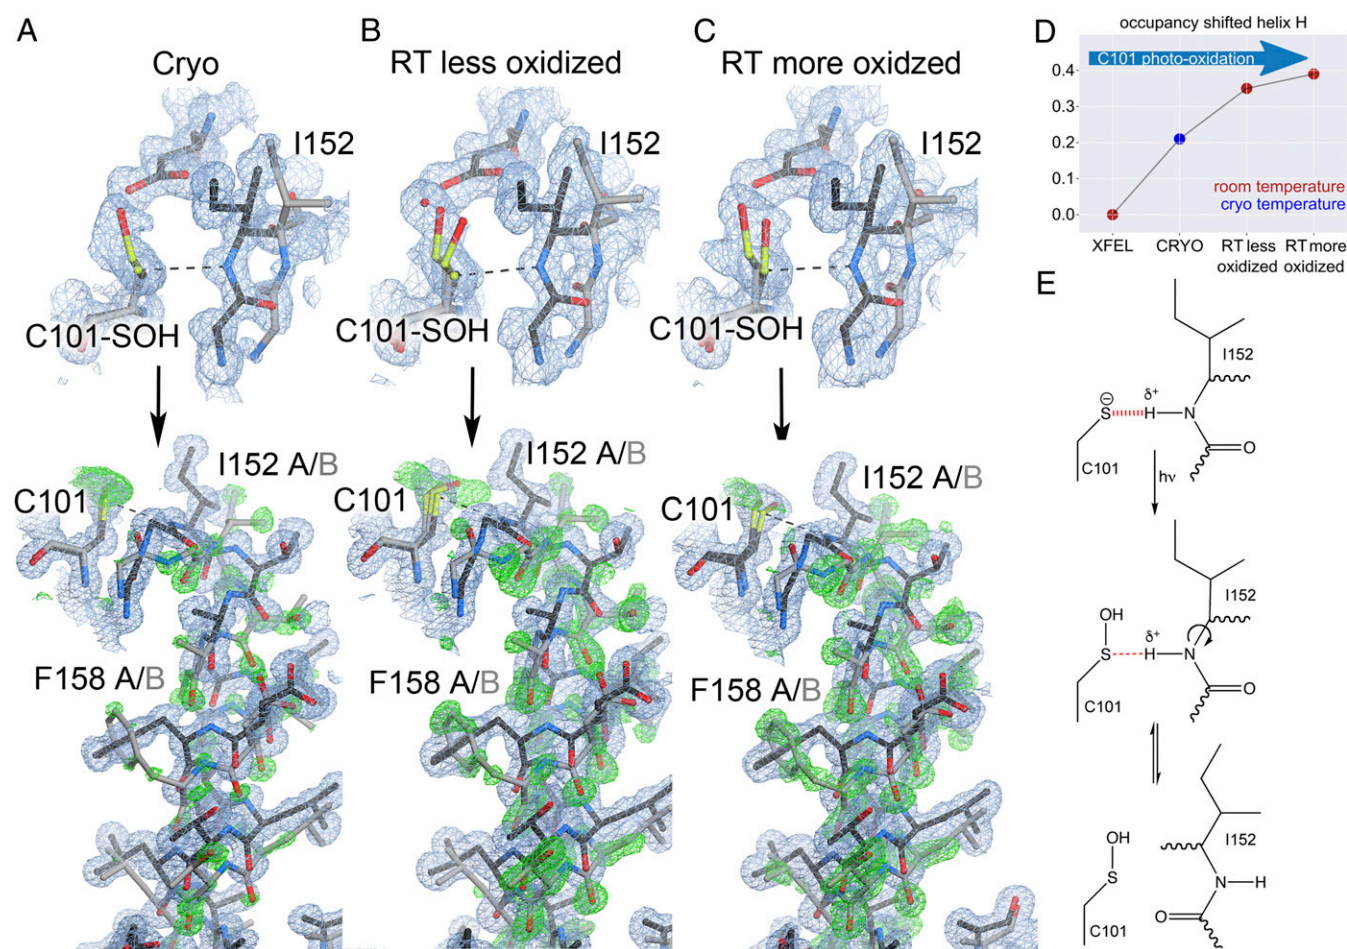 A
Cryo
I152
C101-SOH
I152 A/B
C101
F158 A/B
B
RT less oxidized
I152
C101-SOH
I152 A/B
C101
F158 A/B
C
RT more oxidzed
I152
C101-SOH
I152 A/B
C101
F158 A/B
D
occupancy shifted helix H
C101 photo-oxidation
0.4
0.3
0.2
0.1
0.0
room temperature
cryo temperature
XFEL CRYO RT less RT more
oxidized oxidized
E
I152
⊖
δ+
S H N
C101
O
hν
I152
OH
δ+
S H N
C101
O
I152
OH
S
N H
O
C101